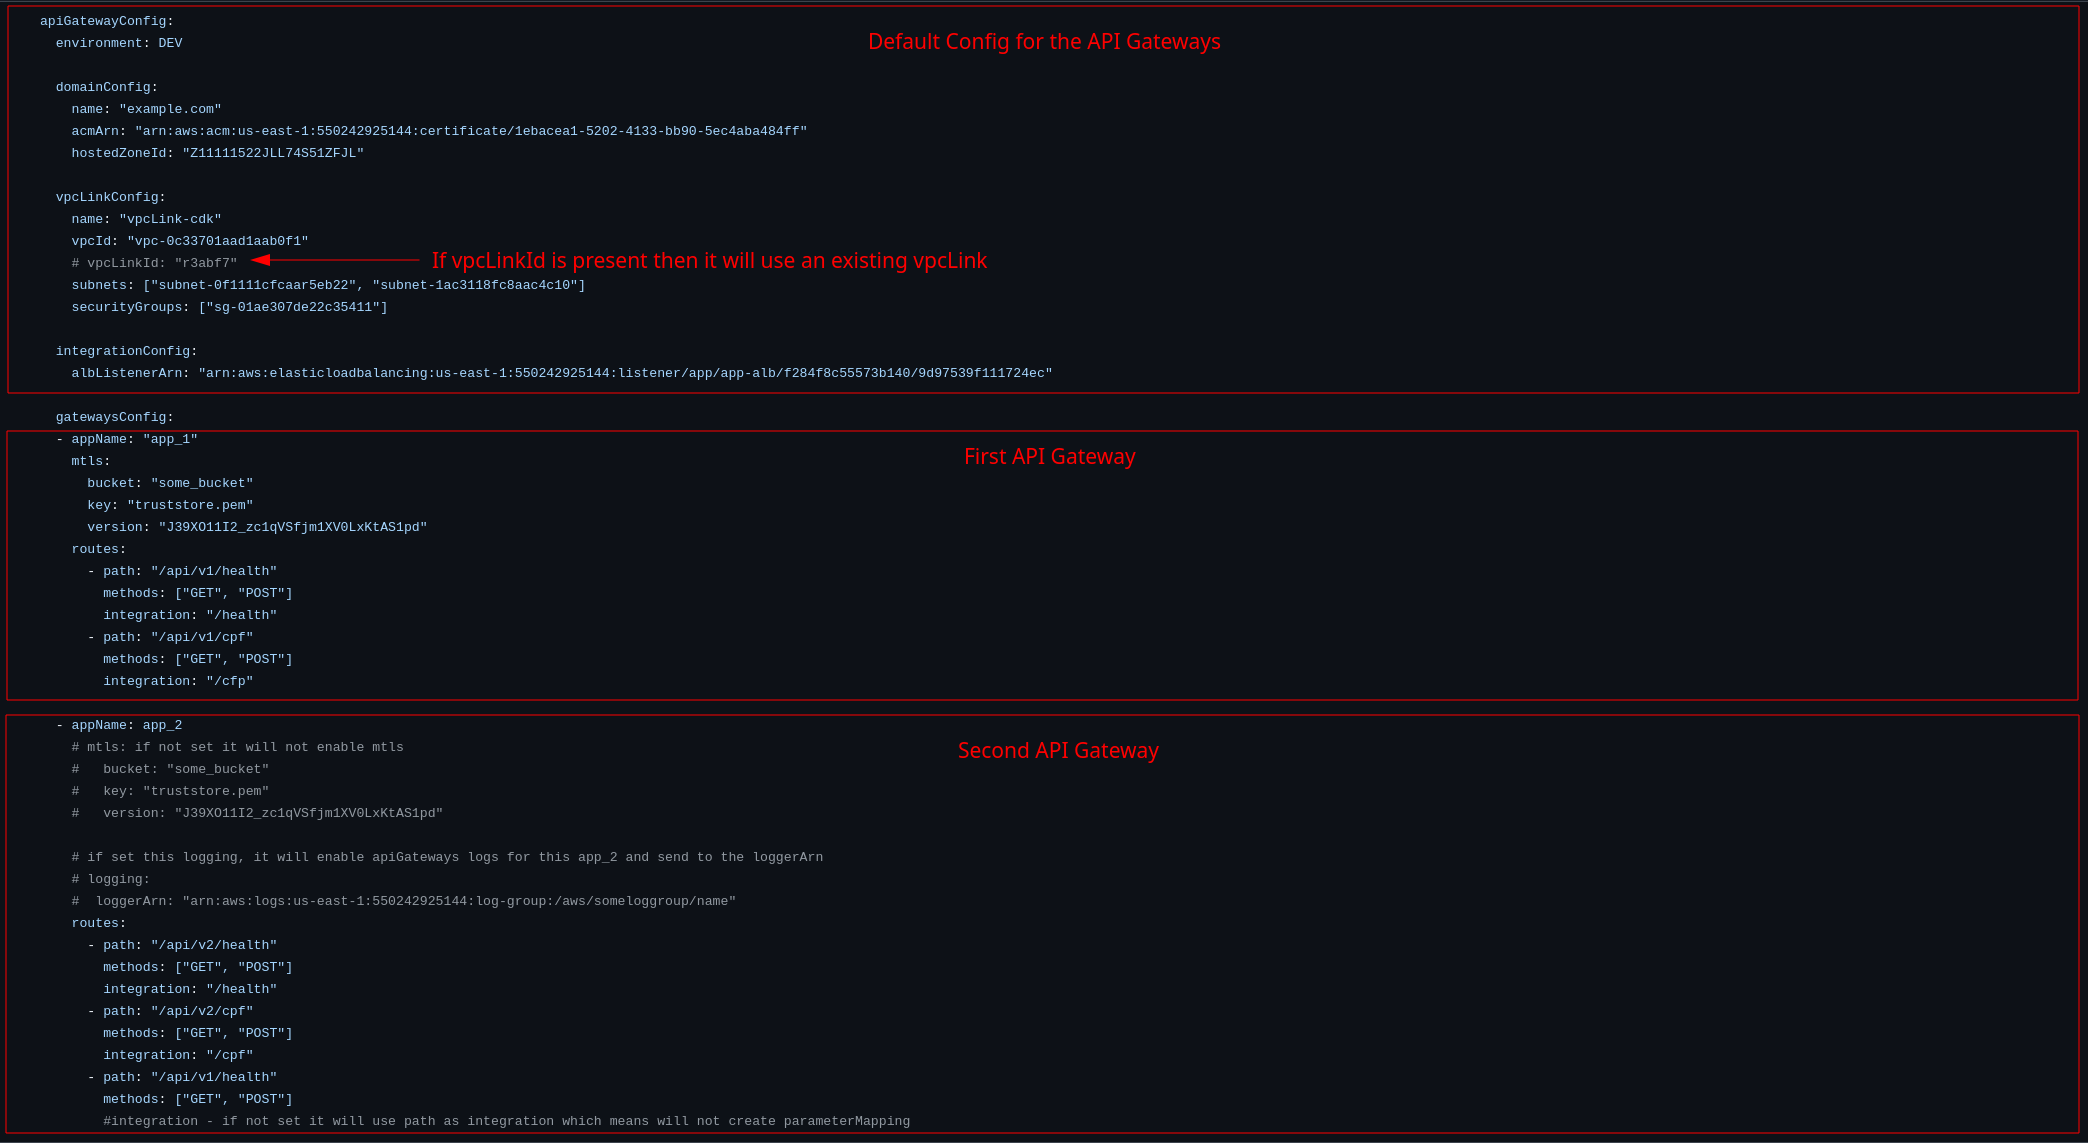 apiGatewayConfig:
environment: DEV
Default Config for the API Gateways
domainConfig:
name: "example.com"
acmArn: "arn:aws:acm:us-east-1:550242925144:certificate/1ebacea1-5202-4133-bb90-5ec4aba484ff"
hostedZoneId: "Z11111522JLL74S51ZFJL"
vpcLinkConfig:
name: "vpcLink-cdk"
vpcId: "vpc-0c33701aad1aab0f1"
# vpcLinkId: "r3abf7"
If vpcLinkId is present then it will use an existing vpcLink
subnets: ["subnet-0f1111cfcaar5eb22", "subnet-1ac3118fc8aac4c10"]
securityGroups: ["sg-01ae307de22c35411"]
integrationConfig:
albListenerArn: "arn:aws:elasticloadbalancing:us-east-1:550242925144:listener/app/app-alb/f284f8c55573b140/9d97539f111724ec"
gatewaysConfig:
- appName: "app_1"
First API Gateway
mtls:
bucket: "some_bucket"
key: "truststore.pem"
version: "J39XO11I2_zc1qVSfjm1XV0LxKtAS1pd"
routes:
- path: "/api/v1/health"
methods: ["GET", "POST"]
integration: "/health"
- path: "/api/v1/cpf"
methods: ["GET", "POST"]
integration: "/cfp"
- appName: app_2
# mtls: if not set it will not enable mtls
Second API Gateway
#   bucket: "some_bucket"
#   key: "truststore.pem"
#   version: "J39XO11I2_zc1qVSfjm1XV0LxKtAS1pd"
# if set this logging, it will enable apiGateways logs for this app_2 and send to the loggerArn
# logging:
#  loggerArn: "arn:aws:logs:us-east-1:550242925144:log-group:/aws/someloggroup/name"
routes:
- path: "/api/v2/health"
methods: ["GET", "POST"]
integration: "/health"
- path: "/api/v2/cpf"
methods: ["GET", "POST"]
integration: "/cpf"
- path: "/api/v1/health"
methods: ["GET", "POST"]
#integration - if not set it will use path as integration which means will not create parameterMapping